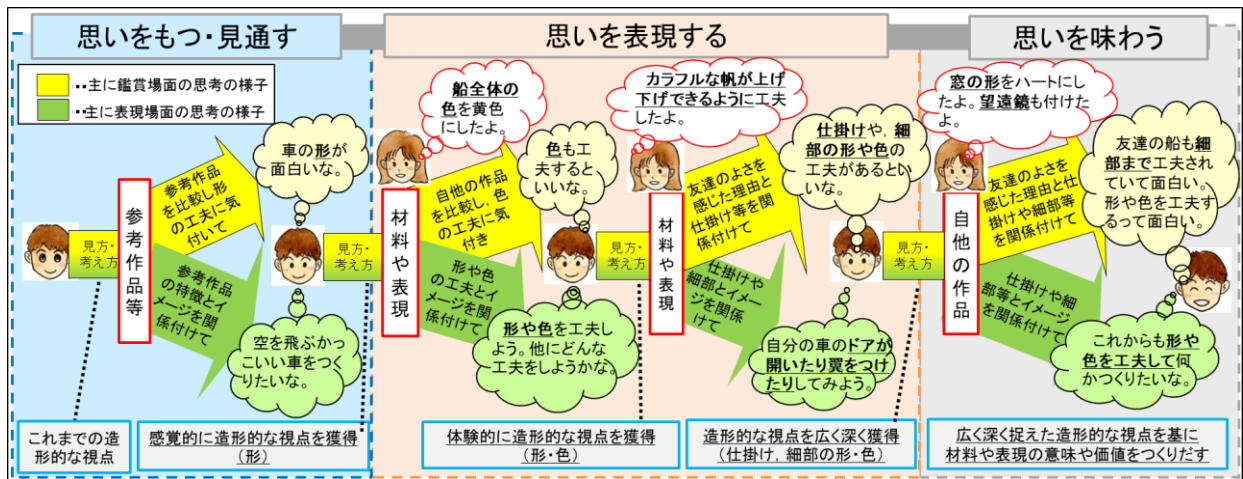 思いをもつ・見通す
思いを表現する
思いを味わう
･･主に鑑賞場面の思考の様子
･･主に表現場面の思考の様子
見方・
考え方
参考作品等
参考作品
を比較し形
の工夫に気
付いて
参考作品
の特徴とイ
メージを関
係付けて
車の形が
面白いな。
空を飛ぶかっ
こいい車をつく
りたいな。
見方・
考え方
船全体の
色を黄色
にしたよ。
材料や表現
自他の作品
を比較し，色
の工夫に気
付き
形や色の
工夫とイ
メージを関
係付けて
色も工
夫すると
いいな。
形や色を工夫し
よう。他にどんな
工夫をしようかな。
見方・
考え方
カラフルな帆が上げ
下げできるように工夫
したよ。
材料や表現
友達のよさを
感じた理由と
仕掛け等を関
係付けて
仕掛けや
細部とイメー
ジを関係付
けて
仕掛けや，細
部の形や色の
工夫があるとい
いな。
自分の車のドアが
開いたり翼をつけ
たりしてみよう。
見方・
考え方
窓の形をハートにし
たよ。望遠鏡も付けた
よ。
自他の作品
友達のよさを
感じた理由と仕
掛けや細部等
を関係付けて
仕掛けや細
部等とイメージ
を関係付けて
友達の船も細
部まで工夫され
ていて面白い。
形や色を工夫す
るって面白い。
これからも形や
色を工夫して何
かつくりたいな。
これまでの造
形的な視点
感覚的に造形的な視点を獲得
（形）
体験的に造形的な視点を獲得
（形・色）
造形的な視点を広く深く獲得
（仕掛け，細部の形・色）
広く深く捉えた造形的な視点を基に
材料や表現の意味や価値をつくりだす